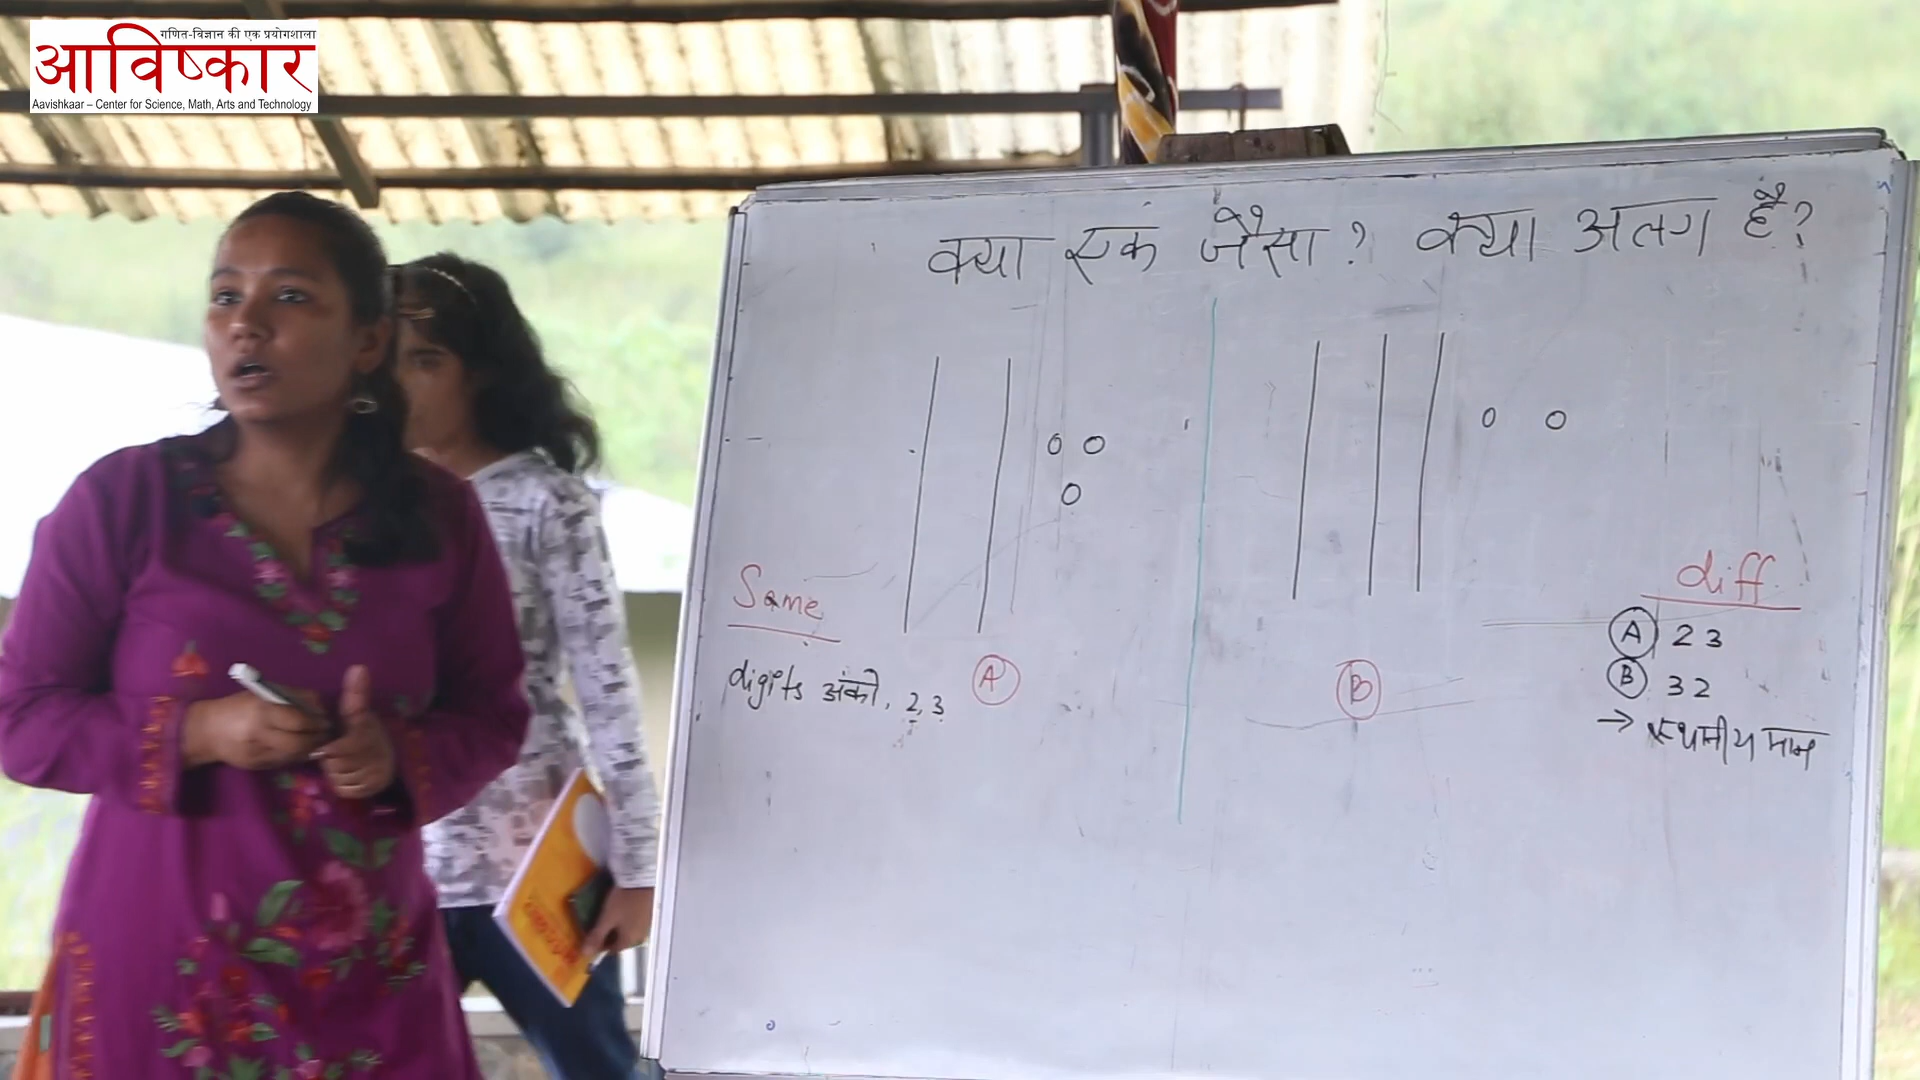 गणित-विज्ञान की एक प्रयोगशाला
आविष्कार
Aavishkaar – Center for Science, Math, Arts and Technology
क्या एक जैसा? क्या अलग है?
Same
digits अंको, 2, 3
A
B
diff
A 23
B 32
→ स्थानीय मान